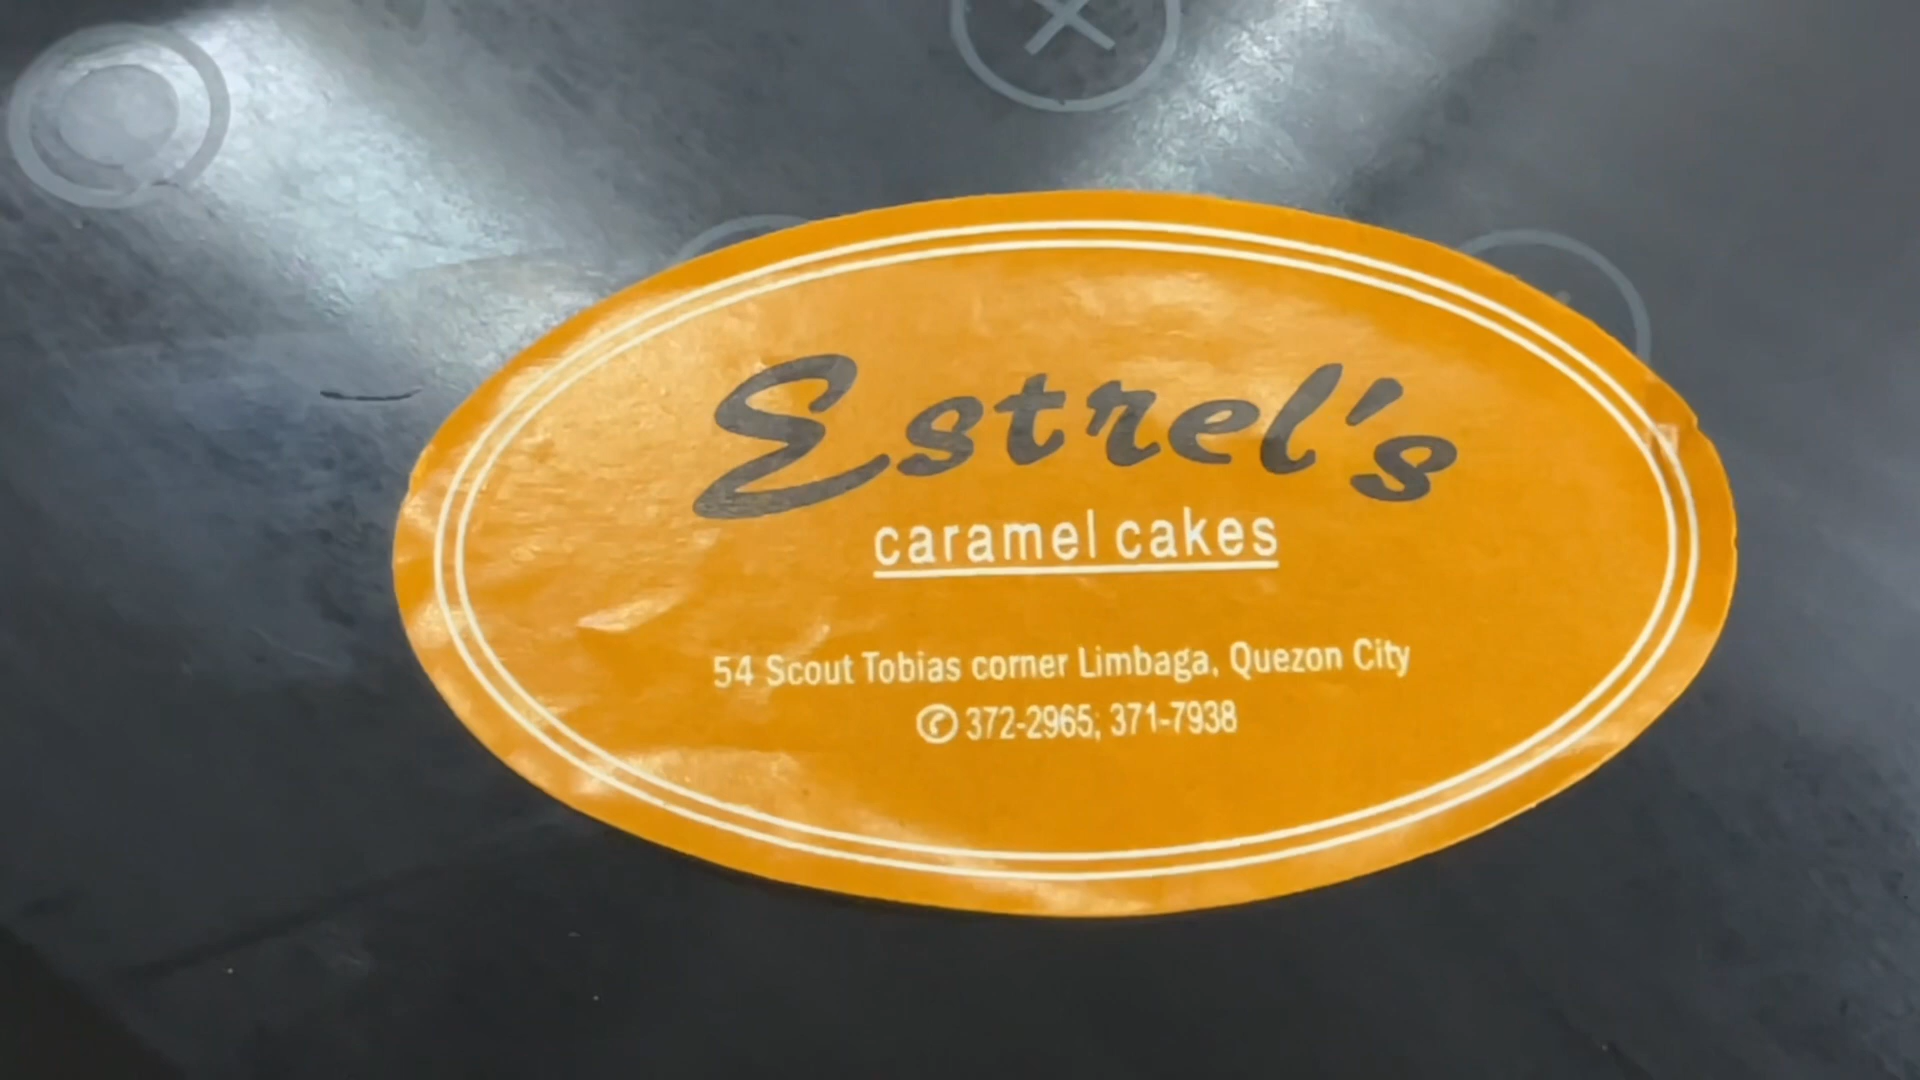 Estrel's
caramel cakes
54 Scout Tobias corner Limbaga, Quezon City
372-2965; 371-7938